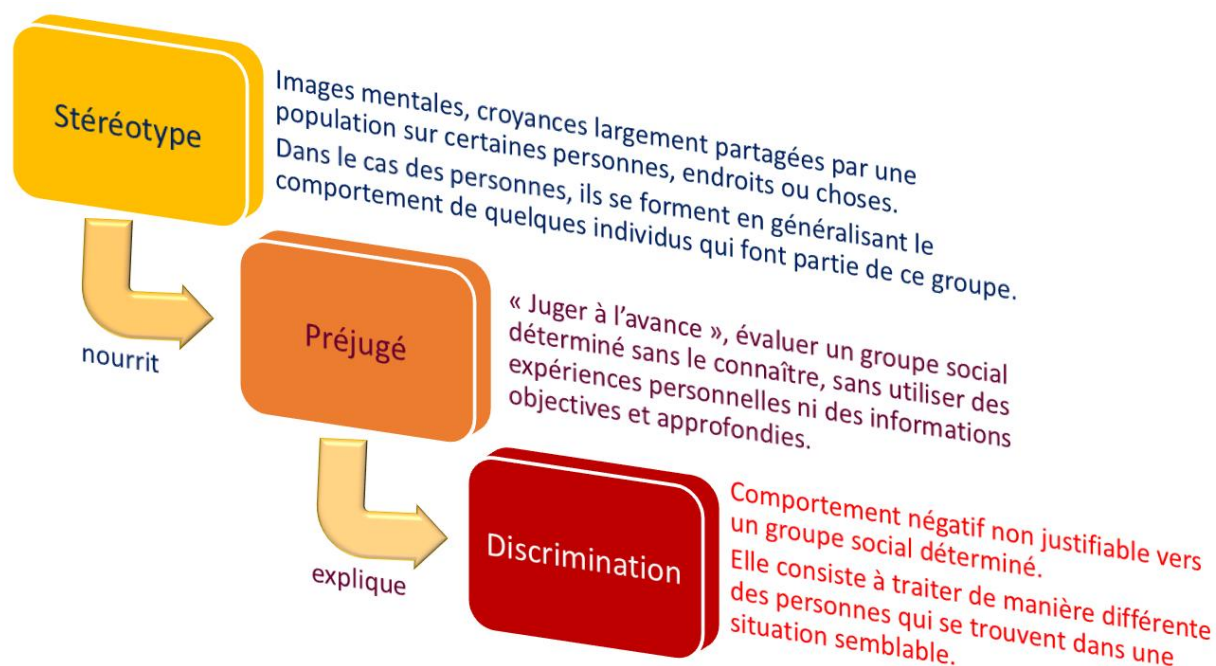 Stéréotype
Images mentales, croyances largement partagées par une
population sur certaines personnes, endroits ou choses.
Dans le cas des personnes, ils se forment en généralisant le
comportement de quelques individus qui font partie de ce groupe.
nourrit
Préjugé
« Juger à l’avance », évaluer un groupe social
déterminé sans le connaître, sans utiliser des
expériences personnelles ni des informations
objectives et approfondies.
explique
Discrimination
Comportement négatif non justifiable vers
un groupe social déterminé.
Elle consiste à traiter de manière différente
des personnes qui se trouvent dans une
situation semblable.